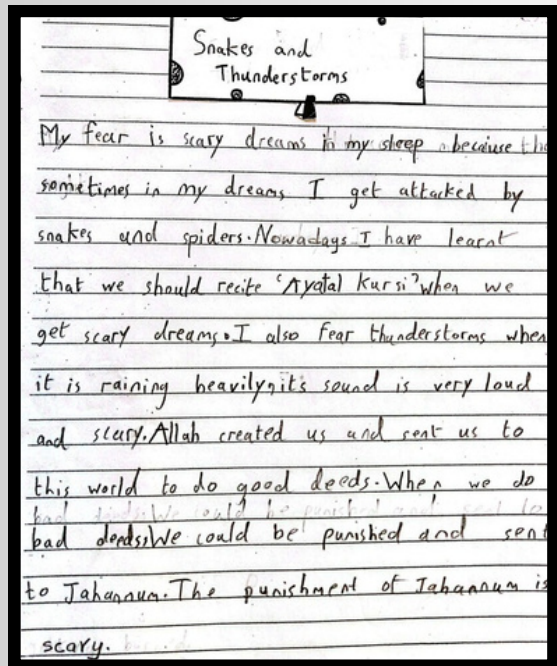 Snakes and
Thunderstorms
My fear is scary dreams in my sleep because
sometimes in my dreams I get attacked by
snakes and spiders. Nowadays I have learnt
that we should recite 'Ayatal Kursi' when we
get scary dreams. I also fear thunderstorms when
it is raining heavily, it's sound is very loud
and scary. Allah created us and sent us to
this world to do good deeds. When we do
bad deeds, We could be punished and sent
to Jahannum. The punishment of Jahannum is
scary.